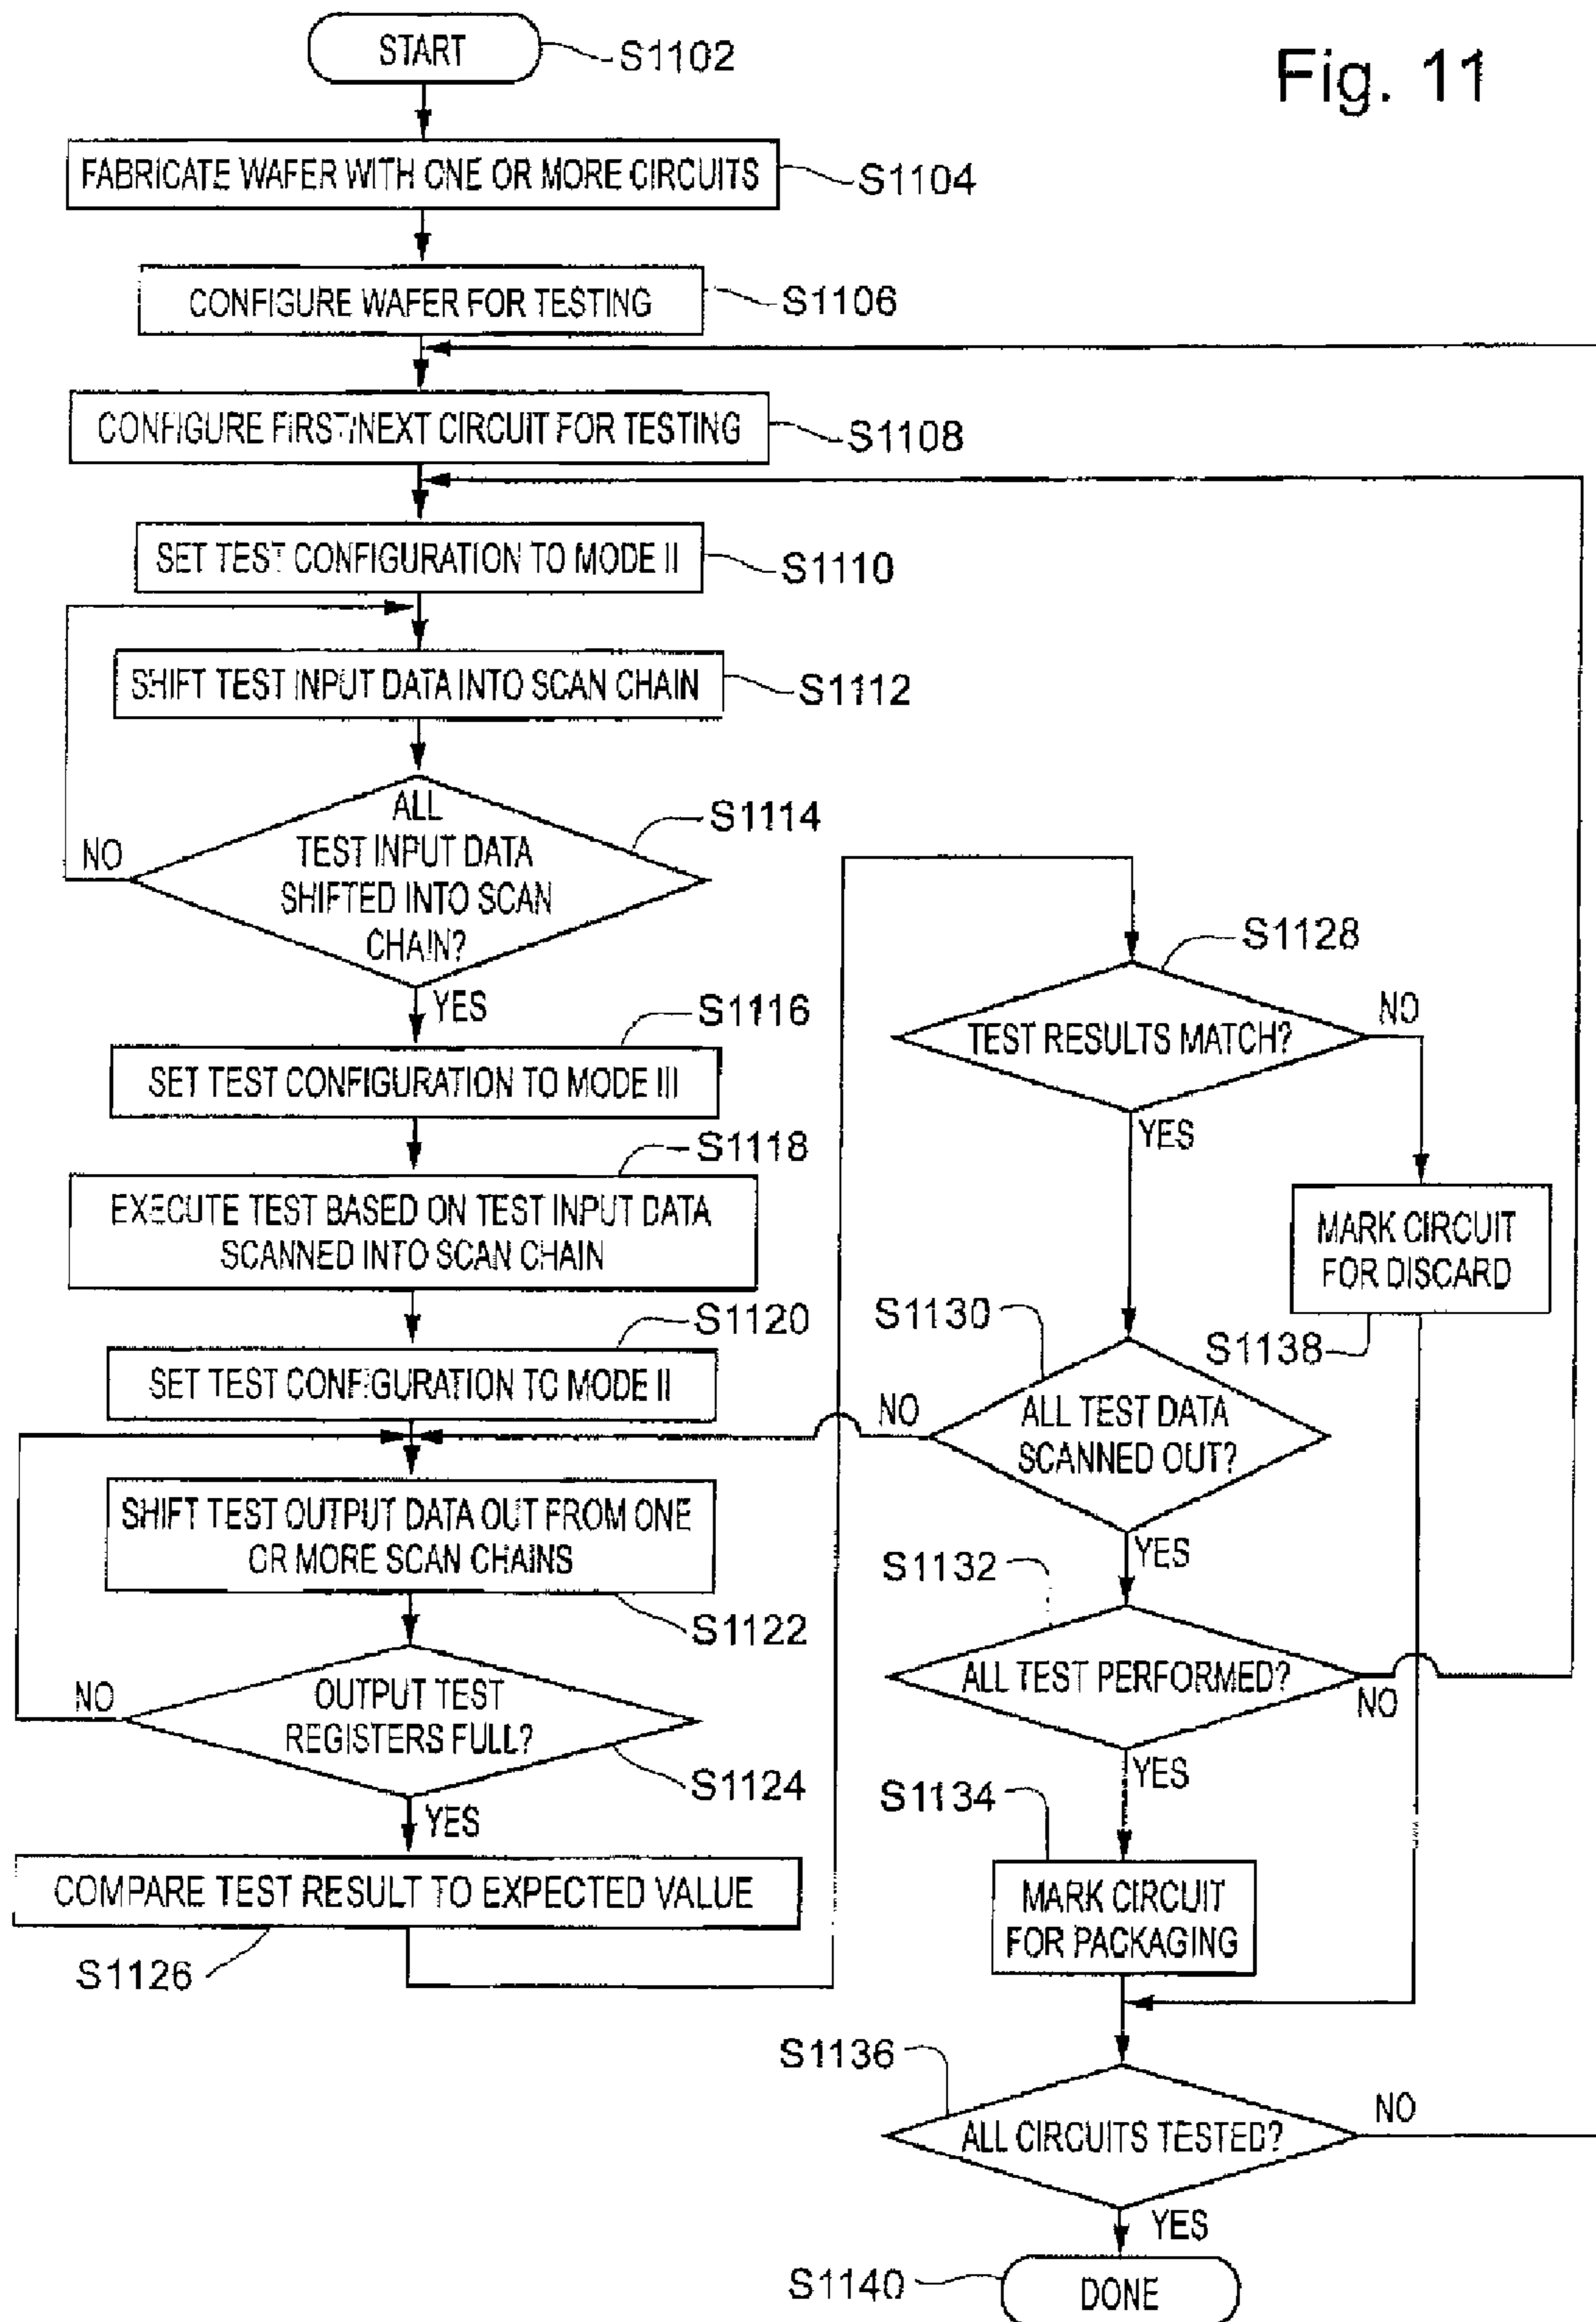 Fig. 11
START
S1102
FABRICATE WAFER WITH ONE OR MORE CIRCUITS
S1104
CONFIGURE WAFER FOR TESTING
S1106
CONFIGURE FIRST/NEXT CIRCUIT FOR TESTING
S1108
SET TEST CONFIGURATION TO MODE II
S1110
SHIFT TEST INPUT DATA INTO SCAN CHAIN
S1112
ALL
TEST INPUT DATA
SHIFTED INTO SCAN
CHAIN?
S1114
NO
YES
S1116
SET TEST CONFIGURATION TO MODE III
S1118
EXECUTE TEST BASED ON TEST INPUT DATA
SCANNED INTO SCAN CHAIN
S1120
SET TEST CONFIGURATION TO MODE II
SHIFT TEST OUTPUT DATA OUT FROM ONE
OR MORE SCAN CHAINS
S1122
OUTPUT TEST
REGISTERS FULL?
NO
S1124
YES
COMPARE TEST RESULT TO EXPECTED VALUE
S1126
S1128
TEST RESULTS MATCH?
NO
YES
MARK CIRCUIT
FOR DISCARD
S1138
S1130
ALL TEST DATA
SCANNED OUT?
NO
YES
S1132
ALL TEST PERFORMED?
NO
YES
S1134
MARK CIRCUIT
FOR PACKAGING
S1136
ALL CIRCUITS TESTED?
NO
YES
S1140
DONE